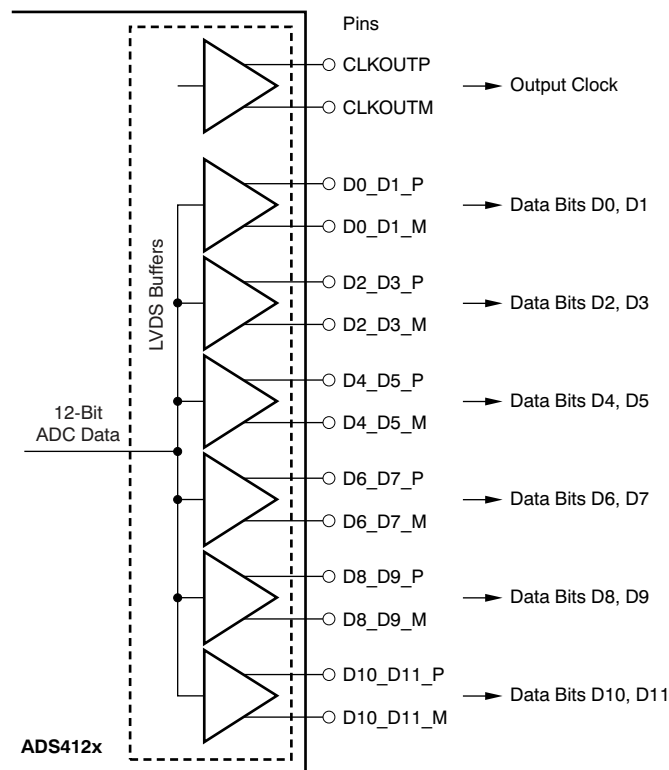 Pins
CLKOUTP
Output Clock
CLKOUTM
D0_D1_P
Data Bits D0, D1
D0_D1_M
LVDS Buffers
D2_D3_P
Data Bits D2, D3
D2_D3_M
D4_D5_P
Data Bits D4, D5
D4_D5_M
12-Bit
ADC Data
D6_D7_P
Data Bits D6, D7
D6_D7_M
D8_D9_P
Data Bits D8, D9
D8_D9_M
D10_D11_P
Data Bits D10, D11
D10_D11_M
ADS412x